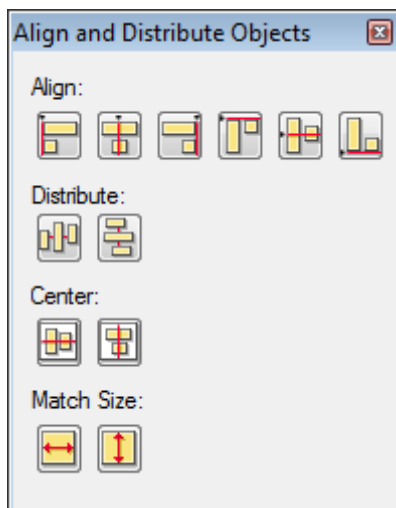 Align and Distribute Objects
Align:
Distribute:
Center:
Match Size: